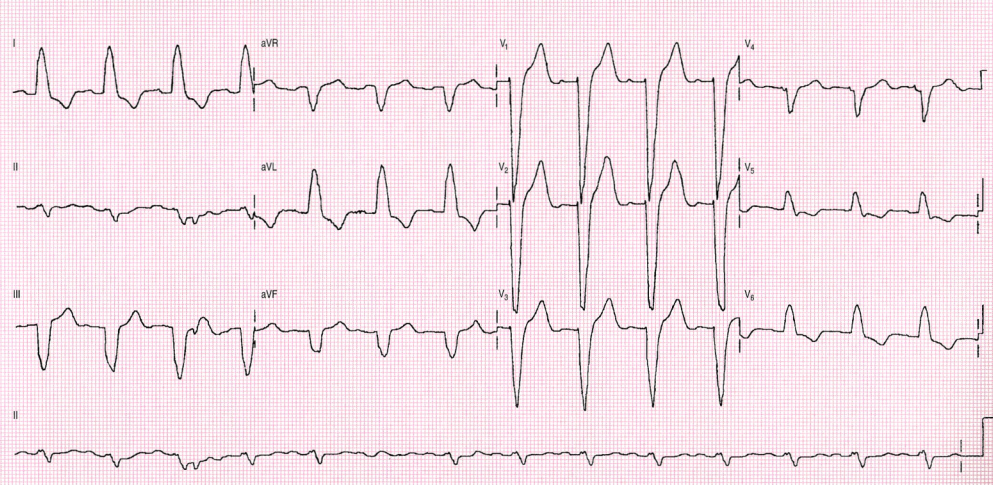 I aVR V1 V4
II aVL V2 V5
III aVF V3 V6
II